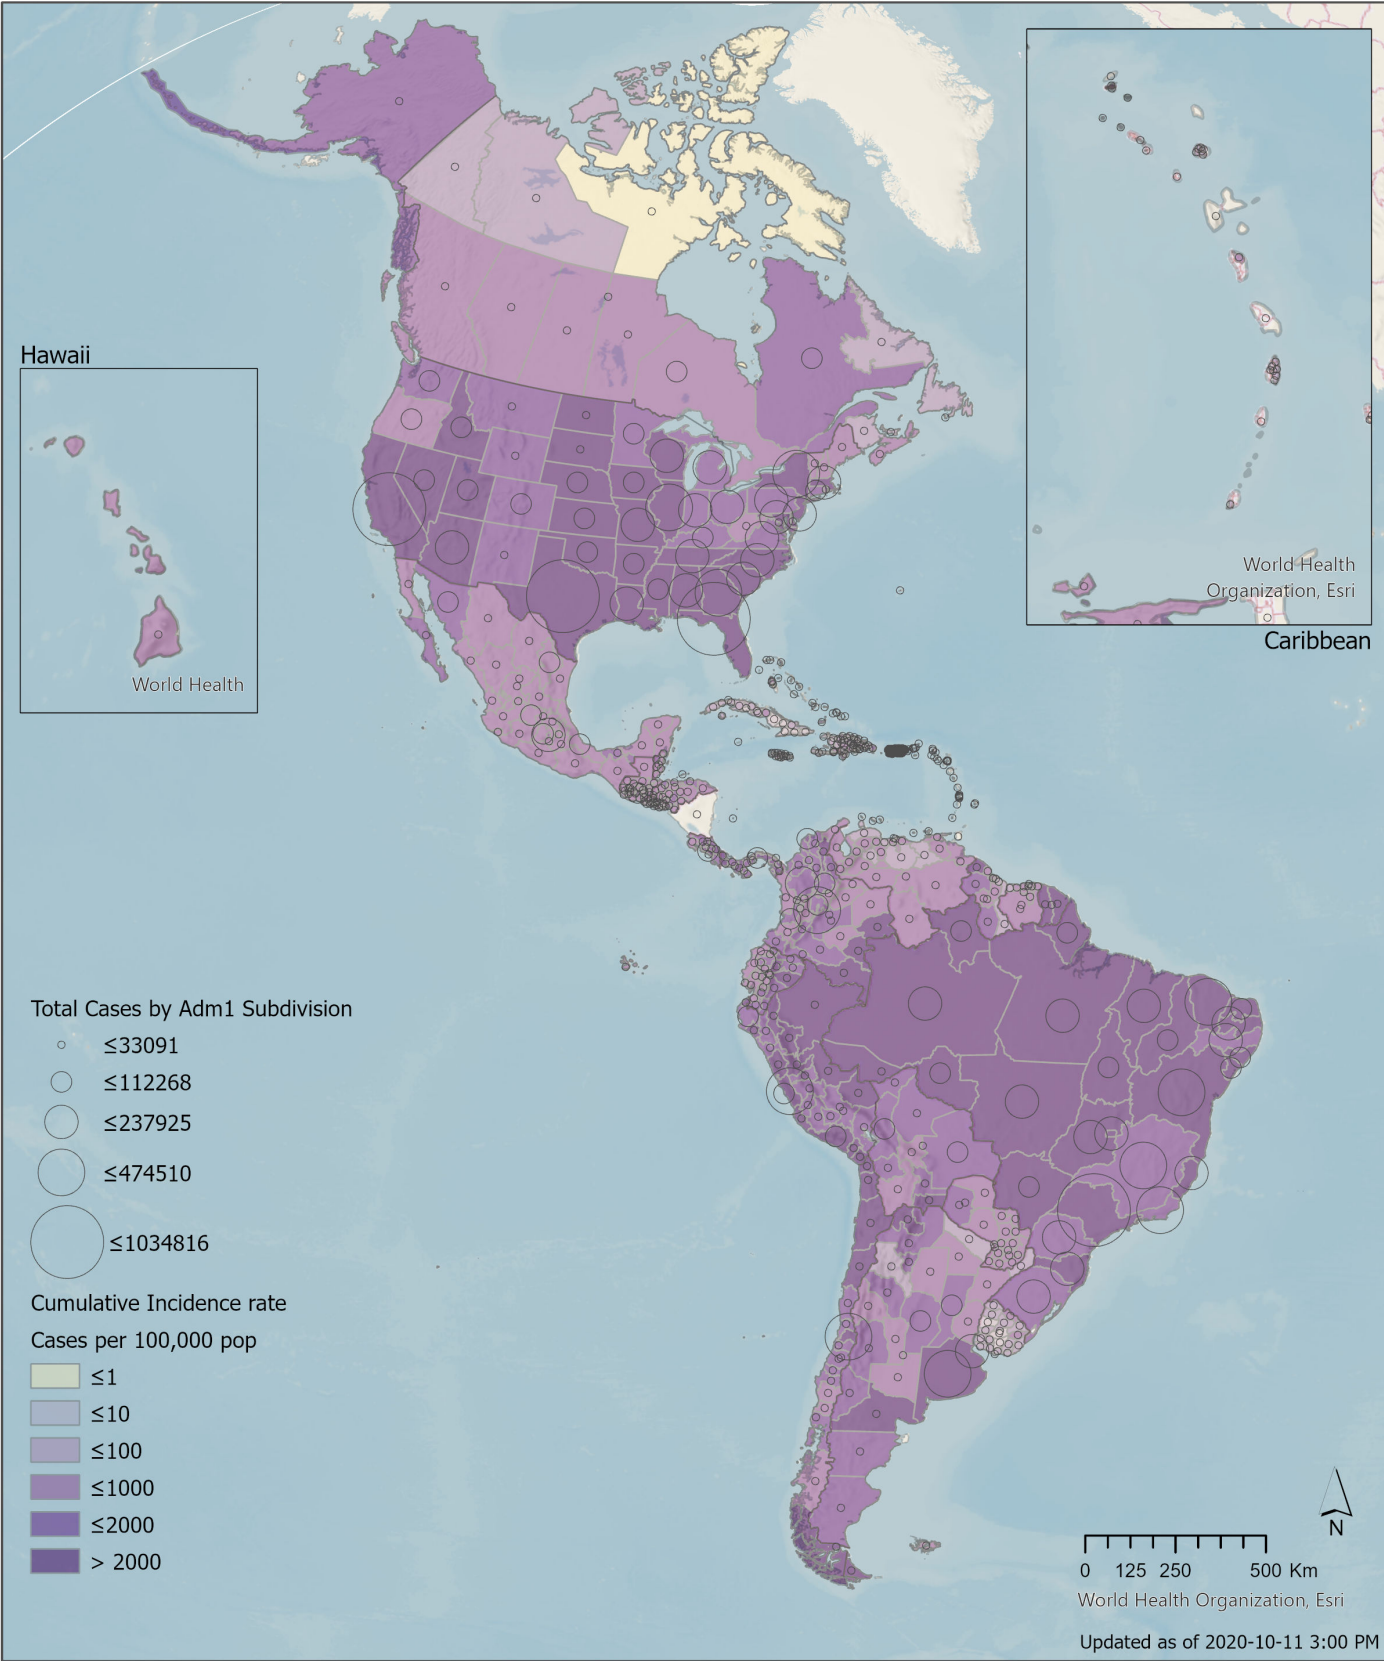 Hawaii
World Health
World Health
Organization, Esri
Caribbean
Total Cases by Adm1 Subdivision
≤33091
≤112268
≤237925
≤474510
≤1034816
Cumulative Incidence rate
Cases per 100,000 pop
≤1
≤10
≤100
≤1000
≤2000
> 2000
N
0 125 250 500 Km
World Health Organization, Esri
Updated as of 2020-10-11 3:00 PM